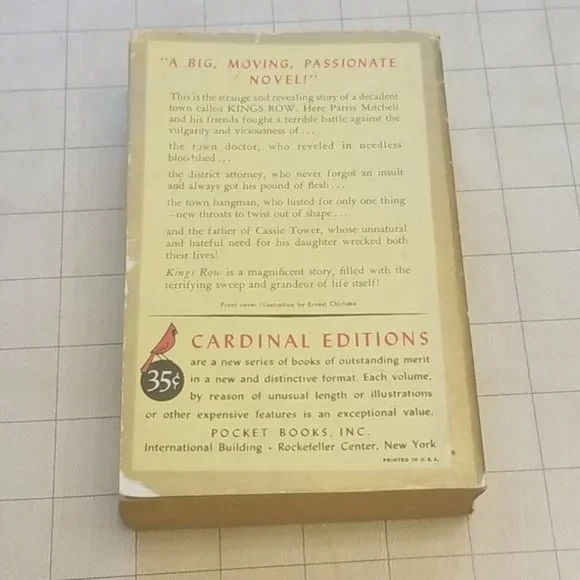 "A BIG, MOVING, PASSIONATE
NOVEL!"
This is the strange and revealing story of a decadent
town called KINGS ROW. Here Parris Mitchell
and his friends fought a terrible battle against the
vulgarity and viciousness of . . .
the town doctor, who reveled in needless
bloodshed . . .
the district attorney, who never forgot an insult
and always got his pound of flesh . . .
the town hangman, who lusted for only one thing
—new throats to twist out of shape . . .
and the father of Cassie Tower, whose unnatural
and hateful need for his daughter wrecked both
their lives!
Kings Row is a magnificent story, filled with the
terrifying sweep and grandeur of life itself!
Front cover illustration by Ernest Chiriaka
CARDINAL EDITIONS
are a new series of books of outstanding merit
35¢
in a new and distinctive format. Each volume,
by reason of unusual length or illustrations
or other expensive features is an exceptional value.
POCKET BOOKS, INC.
International Building • Rockefeller Center, New York
PRINTED IN U.S.A.